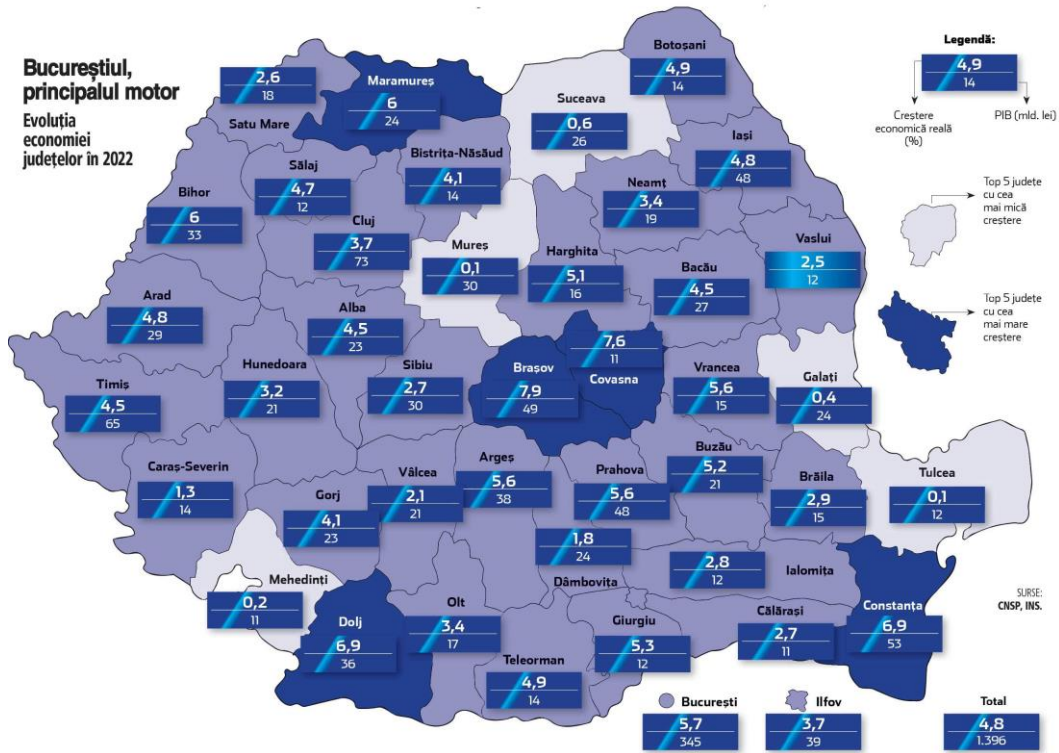 Bucureștiul,
principalul motor
Evoluția
economiei
județelor în 2022
Legendă:
4,9
14
Creștere
economică reală
(%)
PIB (mld. lei)
Top 5 județe
cu cea
mai mică
creștere
Top 5 județe
cu cea
mai mare
creștere
2,6
18
Satu Mare
Maramureș
6
24
Botoșani
4,9
14
Suceava
0,6
26
Iași
4,8
48
Sălaj
4,7
12
Bistrița-Năsăud
4,1
14
Neamț
3,4
19
Bihor
6
33
Cluj
3,7
73
Mureș
0,1
30
Harghita
5,1
16
Bacău
4,5
27
Vaslui
2,5
12
Arad
4,8
29
Alba
4,5
23
Hunedoara
3,2
21
Sibiu
2,7
30
Brașov
7,9
49
7,6
11
Covasna
Vrancea
5,6
15
Galați
0,4
24
Timiș
4,5
65
Caraș-Severin
1,3
14
Gorj
4,1
23
Vâlcea
2,1
21
Argeș
5,6
38
Prahova
5,6
48
Buzău
5,2
21
Brăila
2,9
15
Tulcea
0,1
12
1,8
24
Dâmbovița
2,8
12
Ialomița
Mehedinți
0,2
11
Dolj
6,9
36
Olt
3,4
17
Teleorman
4,9
14
Giurgiu
5,3
12
Călărași
2,7
11
Constanța
6,9
53
SURSE:
CNSP, INS.
București
5,7
345
Ilfov
3,7
39
Total
4,8
1.396